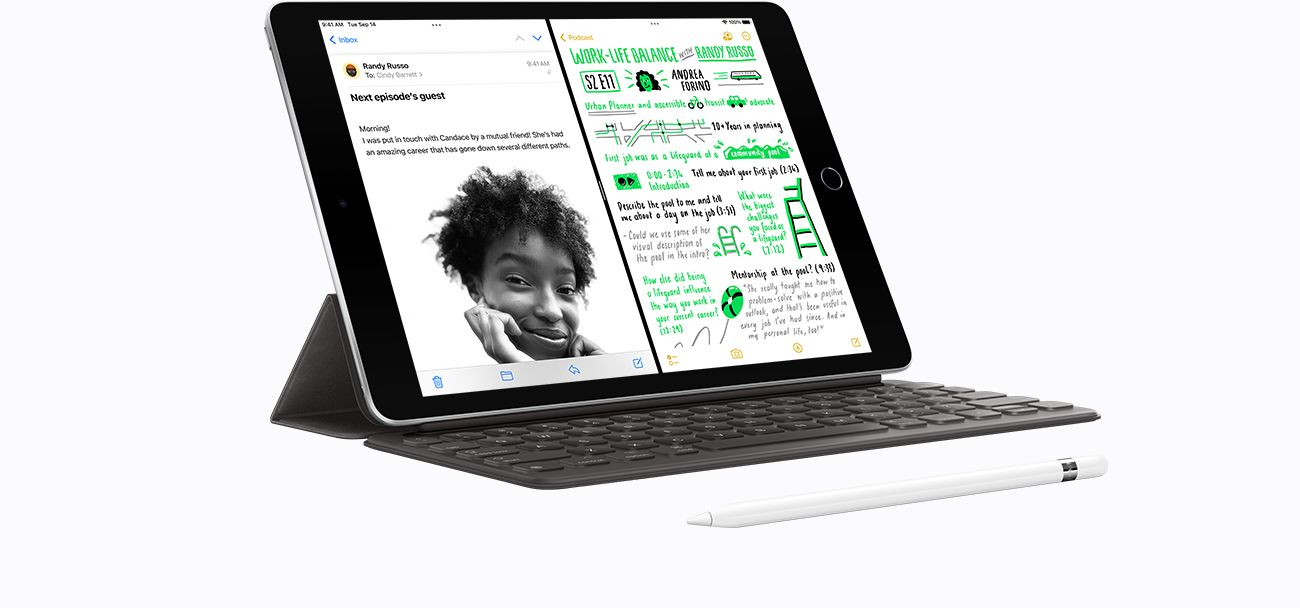 9:41 AM Tue Sep 14
100%
Inbox
Randy Russo
9:41 AM
To: Cindy Barrett >
Next episode's guest
Morning!
I was put in touch with Candace by a mutual friend! She's had
an amazing career that has gone down several different paths.
Podcast
WORK-LIFE BALANCE WITH RANDY RUSSO
S2 E11
ANDREA
FORINO
Urban Planner and accessible transit advocate
10+ Years in planning
First job was as a lifeguard at a community pool
0:00 - 2:34
Introduction
Tell me about your first job (2:34)
Describe the pool to me and tell
me about a day on the job (3:51)
- Could we use some of her
visual description of
the pool in the intro?
What were
the biggest
challenges
you faced as
a lifeguard?
(7:12)
How else did being
a lifeguard influence
the way you work in
your current career?
(12:29)
Mentorship at the pool? (9:33)
"She really taught me how to
problem-solve with a positive
outlook, and that's been useful in
every job I've had since. And in
my personal life, too!"